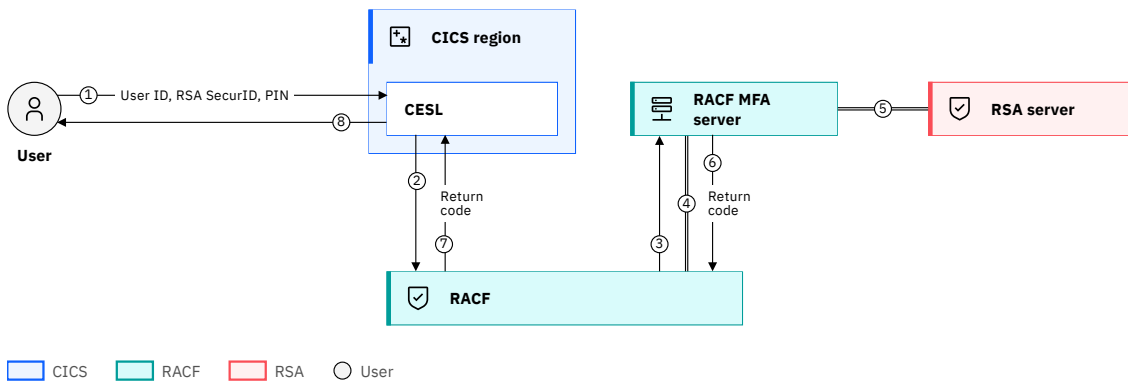 CICS region
1
User ID, RSA SecurID, PIN
CESL
RACF MFA
server
5
RSA server
8
User
2
6
Return
code
4
Return
code
7
3
RACF
CICS
RACF
RSA
User